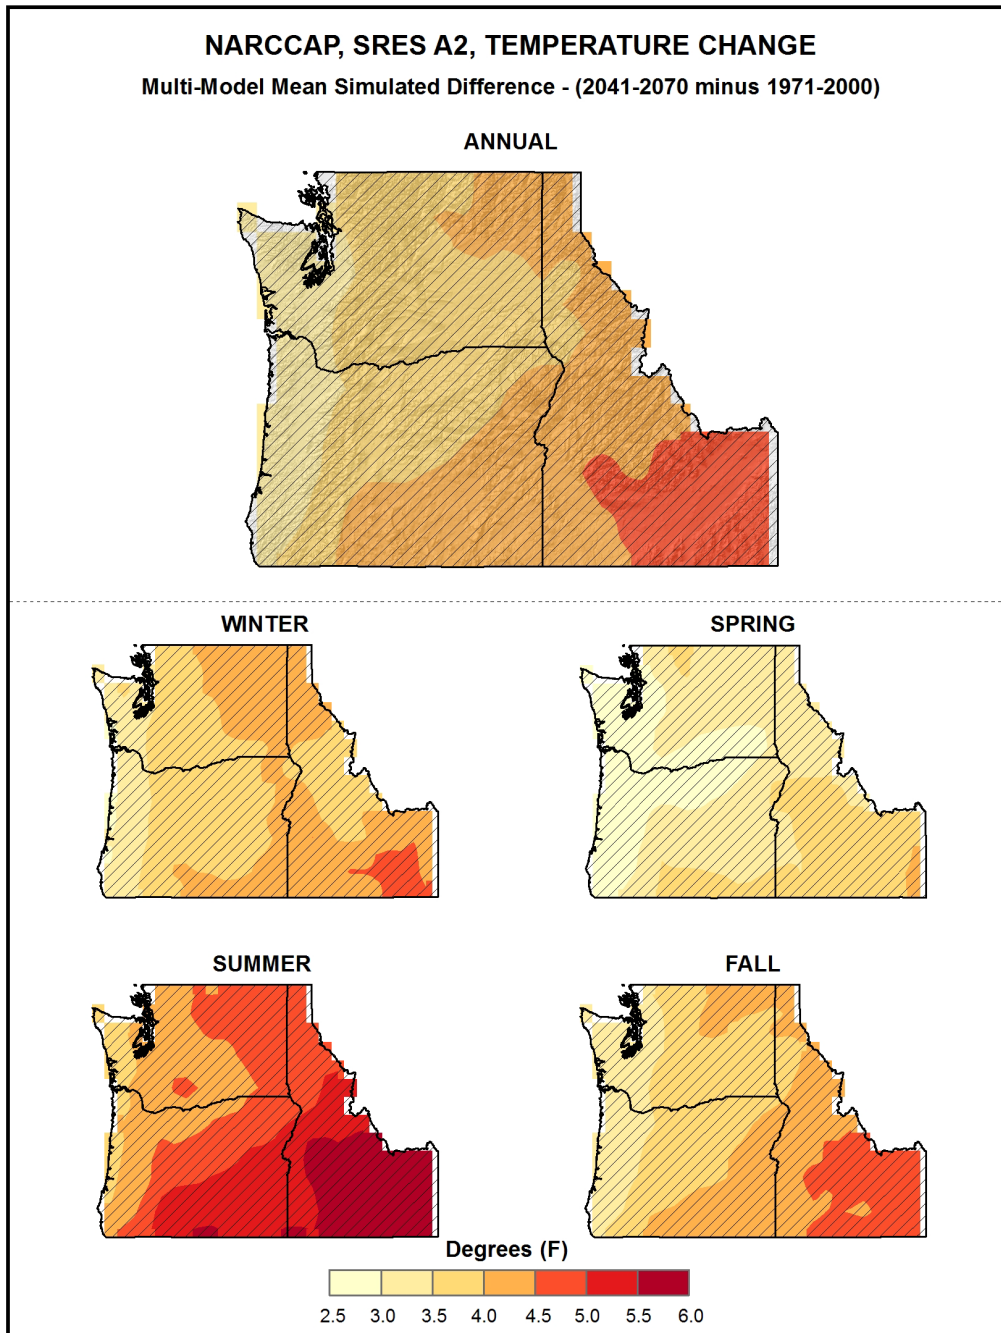 NARCCAP, SRES A2, TEMPERATURE CHANGE
Multi-Model Mean Simulated Difference - (2041-2070 minus 1971-2000)
ANNUAL
WINTER
SPRING
SUMMER
FALL
Degrees (F)
2.5 3.0 3.5 4.0 4.5 5.0 5.5 6.0